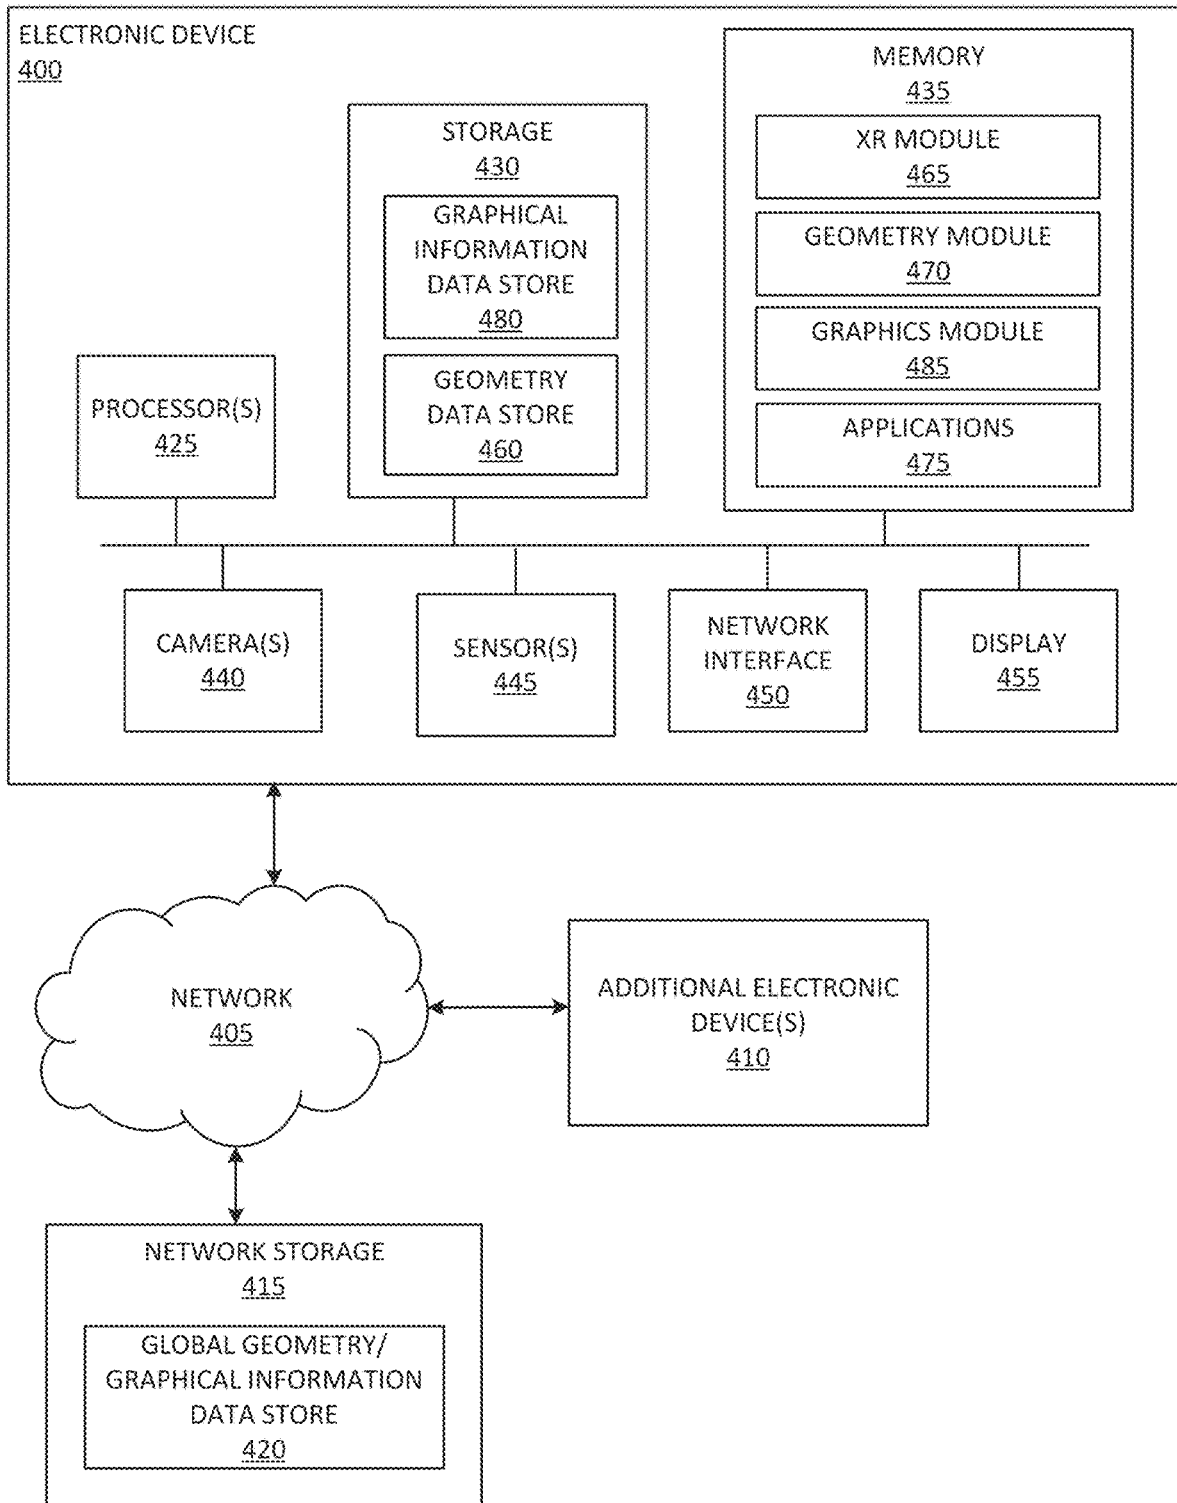 ELECTRONIC DEVICE
400
MEMORY
435
XR MODULE
465
GEOMETRY MODULE
470
GRAPHICS MODULE
485
APPLICATIONS
475
STORAGE
430
GRAPHICAL
INFORMATION
DATA STORE
480
GEOMETRY
DATA STORE
460
PROCESSOR(S)
425
CAMERA(S)
440
SENSOR(S)
445
NETWORK
INTERFACE
450
DISPLAY
455
NETWORK
405
ADDITIONAL ELECTRONIC
DEVICE(S)
410
NETWORK STORAGE
415
GLOBAL GEOMETRY/
GRAPHICAL INFORMATION
DATA STORE
420